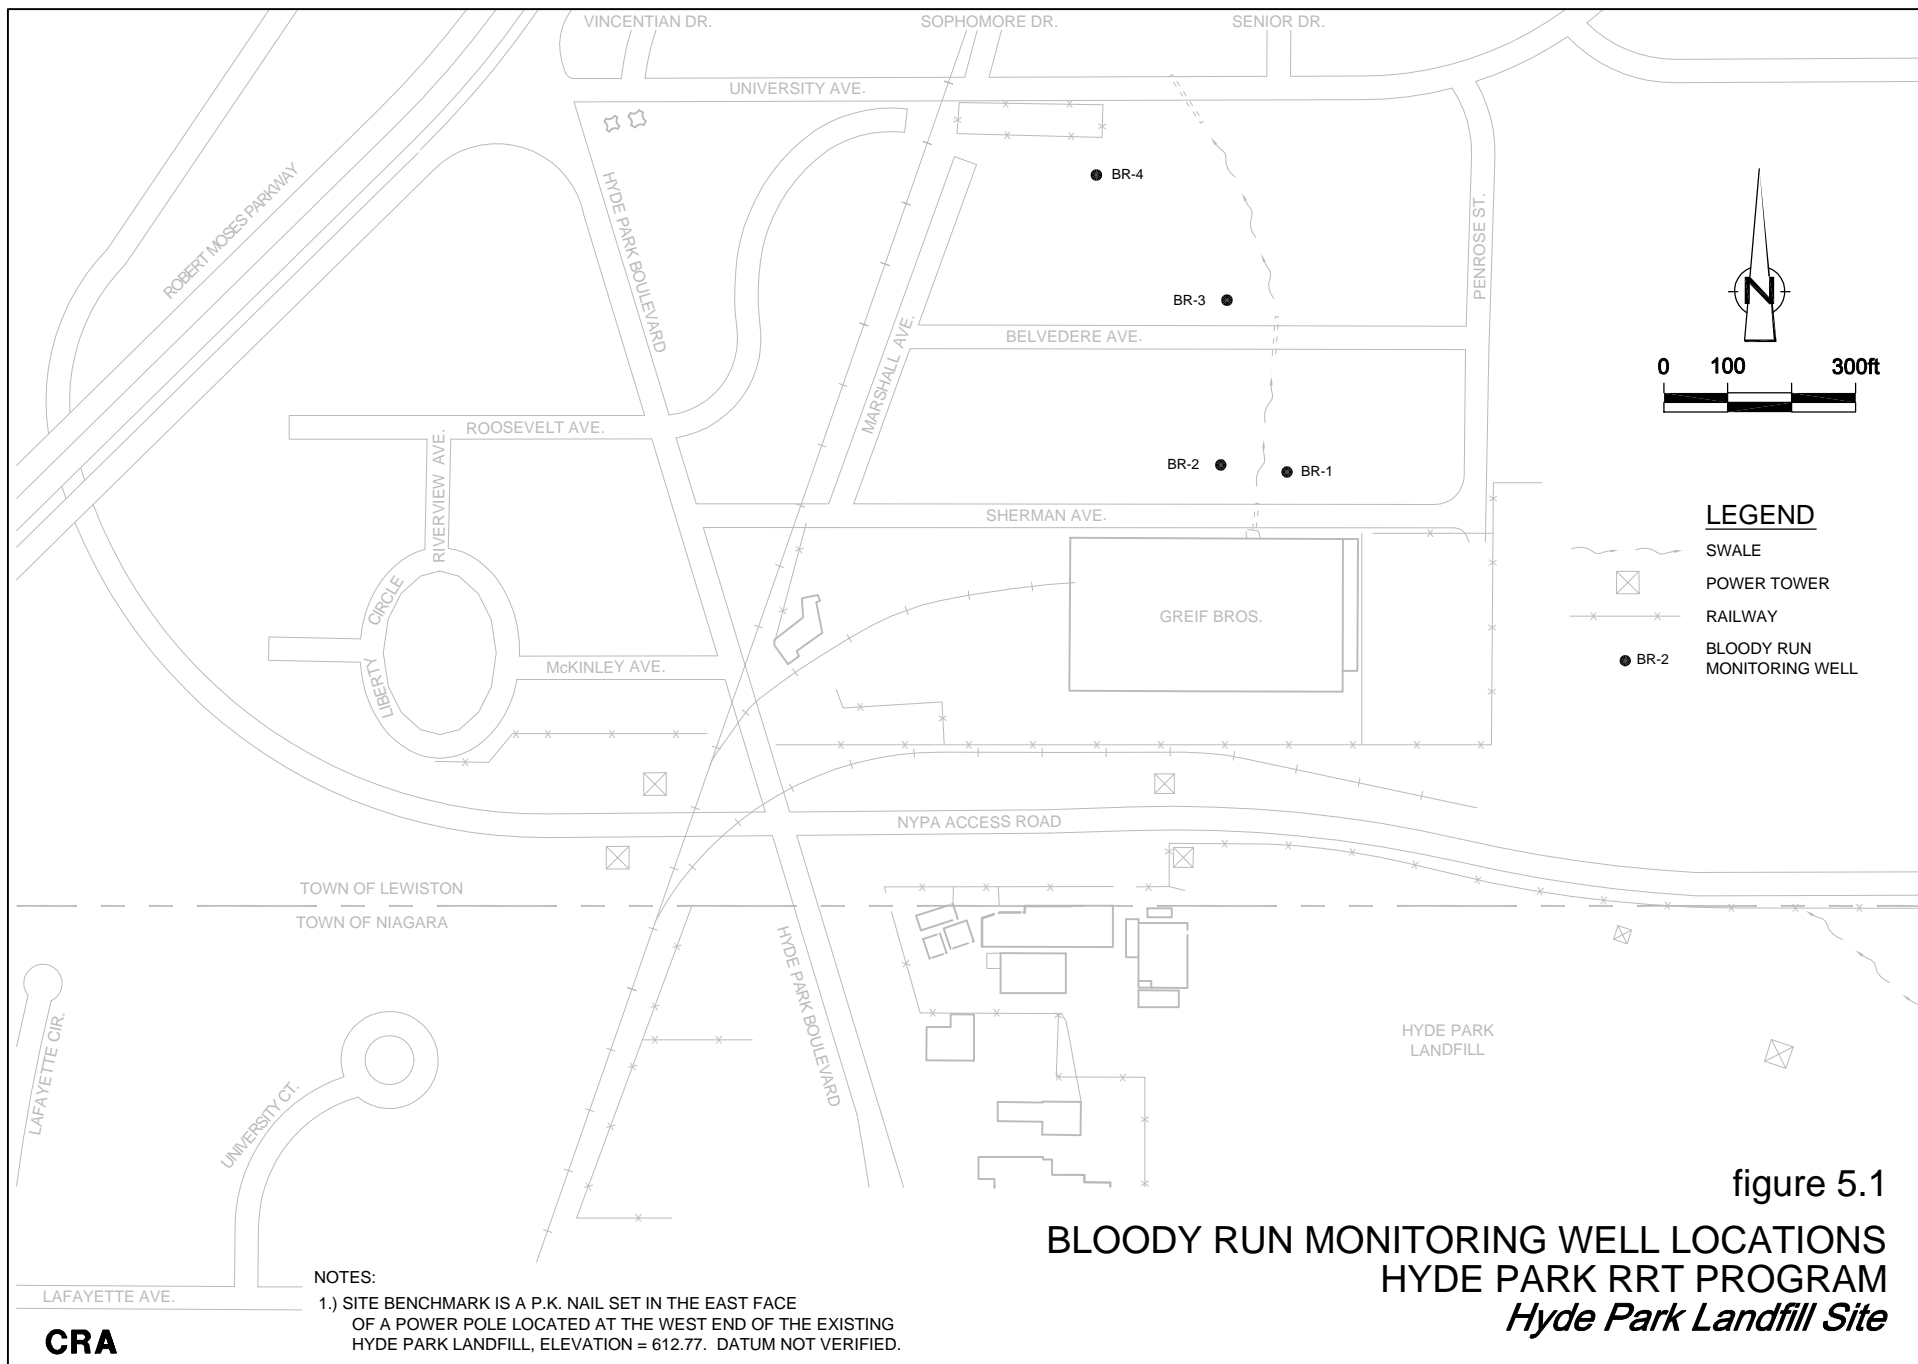 VINCENTIAN DR.
SOPHOMORE DR.
SENIOR DR.
UNIVERSITY AVE.
ROBERT MOSES PARKWAY
HYDE PARK BOULEVARD
BR-4
PENROSE ST.
N
BR-3
MARSHALL AVE.
BELVEDERE AVE.
0 100 300ft
ROOSEVELT AVE.
RIVERVIEW AVE.
BR-2
BR-1
SHERMAN AVE.
LEGEND
SWALE
POWER TOWER
RAILWAY
BR-2
BLOODY RUN
MONITORING WELL
LIBERTY CIRCLE
GREIF BROS.
McKINLEY AVE.
NYPA ACCESS ROAD
TOWN OF LEWISTON
TOWN OF NIAGARA
HYDE PARK BOULEVARD
LAFAYETTE CIR.
UNIVERSITY CT.
HYDE PARK
LANDFILL
figure 5.1
BLOODY RUN MONITORING WELL LOCATIONS
HYDE PARK RRT PROGRAM
Hyde Park Landfill Site
LAFAYETTE AVE.
NOTES:
1.) SITE BENCHMARK IS A P.K. NAIL SET IN THE EAST FACE
OF A POWER POLE LOCATED AT THE WEST END OF THE EXISTING
HYDE PARK LANDFILL, ELEVATION = 612.77. DATUM NOT VERIFIED.
CRA